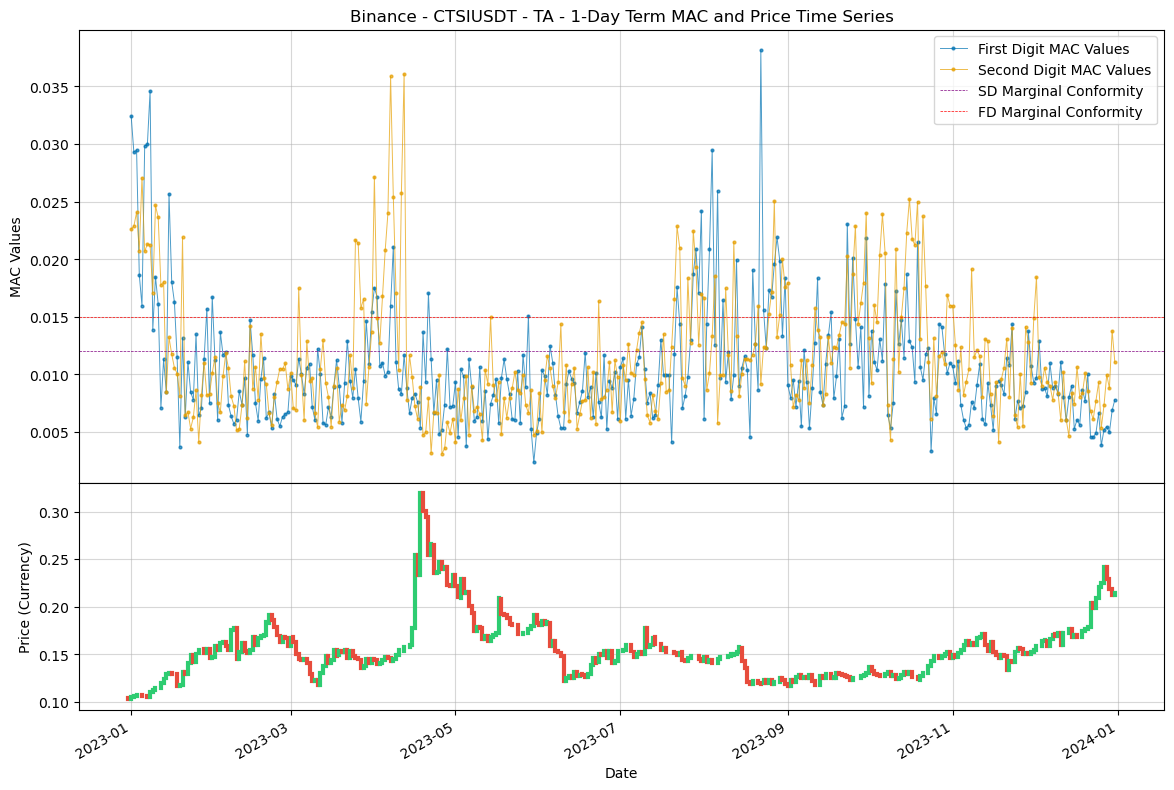 Binance - CTSIUSDT - TA - 1-Day Term MAC and Price Time Series
First Digit MAC Values
Second Digit MAC Values
SD Marginal Conformity
FD Marginal Conformity
MAC Values
0.035
0.030
0.025
0.020
0.015
0.010
0.005
Price (Currency)
0.30
0.25
0.20
0.15
0.10
2023-01
2023-03
2023-05
2023-07
2023-09
2023-11
2024-01
Date